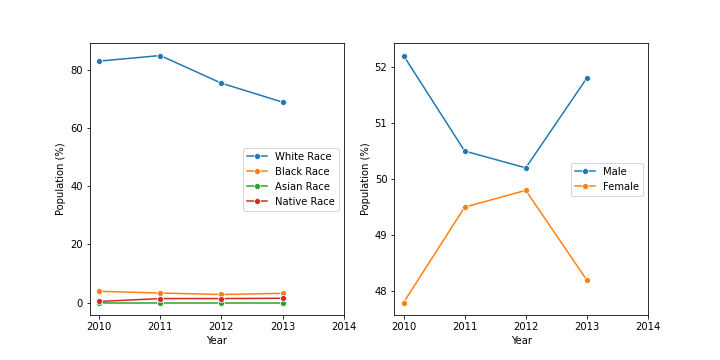 80
60
40
20
0
Population (%)
2010 2011 2012 2013 2014
Year
White Race
Black Race
Asian Race
Native Race
52
51
50
49
48
Population (%)
2010 2011 2012 2013 2014
Year
Male
Female